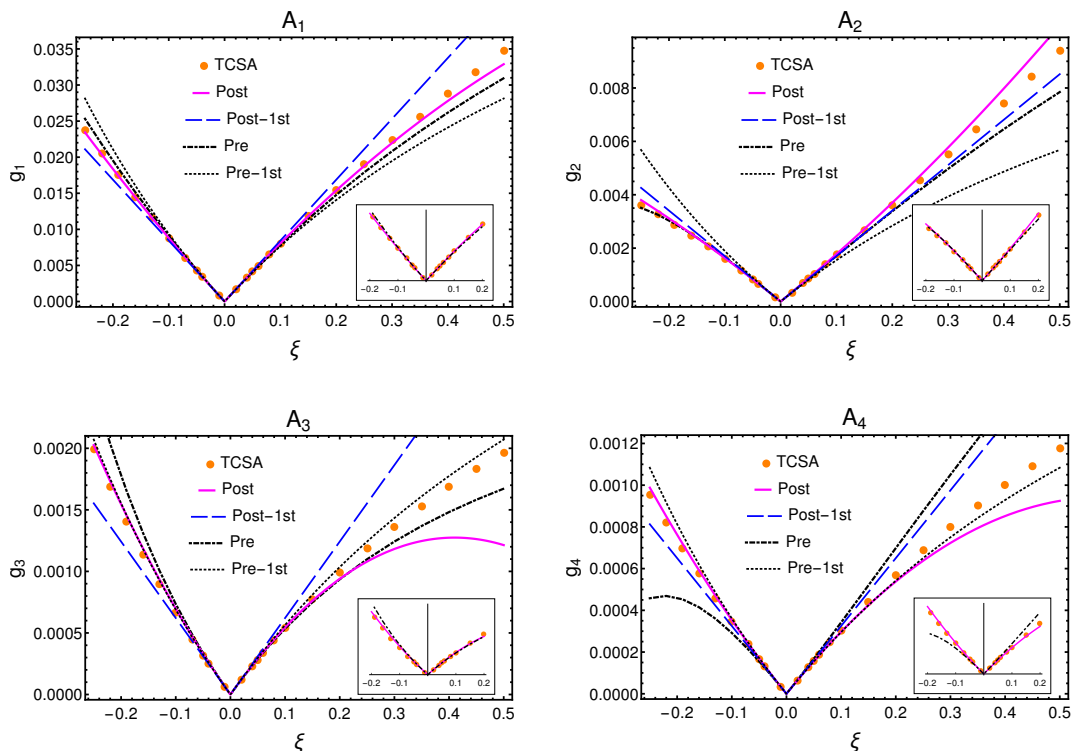 A₁
g₁
0.035
0.030
0.025
0.020
0.015
0.010
0.005
0.000
TCSA
Post
Post-1st
Pre
Pre-1st
−0.2 −0.1 0.1 0.2
−0.2 −0.1 0.0 0.1 0.2 0.3 0.4 0.5
ξ
A₂
g₂
0.008
0.006
0.004
0.002
0.000
TCSA
Post
Post-1st
Pre
Pre-1st
−0.2 −0.1 0.1 0.2
−0.2 −0.1 0.0 0.1 0.2 0.3 0.4 0.5
ξ
A₃
g₃
0.0020
0.0015
0.0010
0.0005
0.0000
TCSA
Post
Post-1st
Pre
Pre-1st
−0.2 −0.1 0.1 0.2
−0.2 −0.1 0.0 0.1 0.2 0.3 0.4 0.5
ξ
A₄
g₄
0.0012
0.0010
0.0008
0.0006
0.0004
0.0002
0.0000
TCSA
Post
Post-1st
Pre
Pre-1st
−0.2 −0.1 0.1 0.2
−0.2 −0.1 0.0 0.1 0.2 0.3 0.4 0.5
ξ